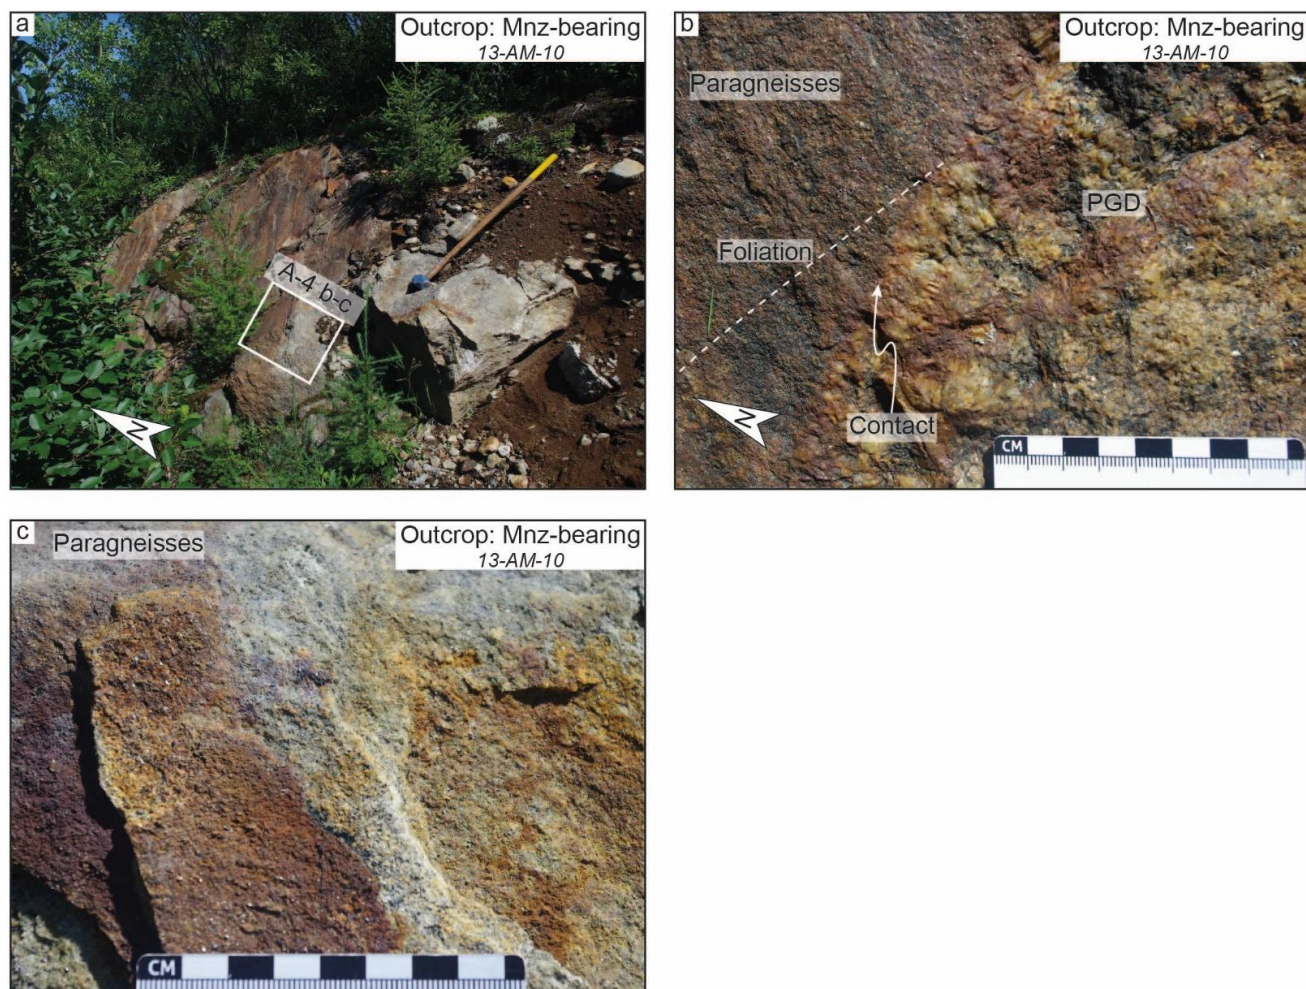 a
Outcrop: Mnz-bearing
13-AM-10
A-4 b-c
N
b
Outcrop: Mnz-bearing
13-AM-10
Paragneisses
PGD
Foliation
N
Contact
CM
c
Paragneisses
Outcrop: Mnz-bearing
13-AM-10
CM